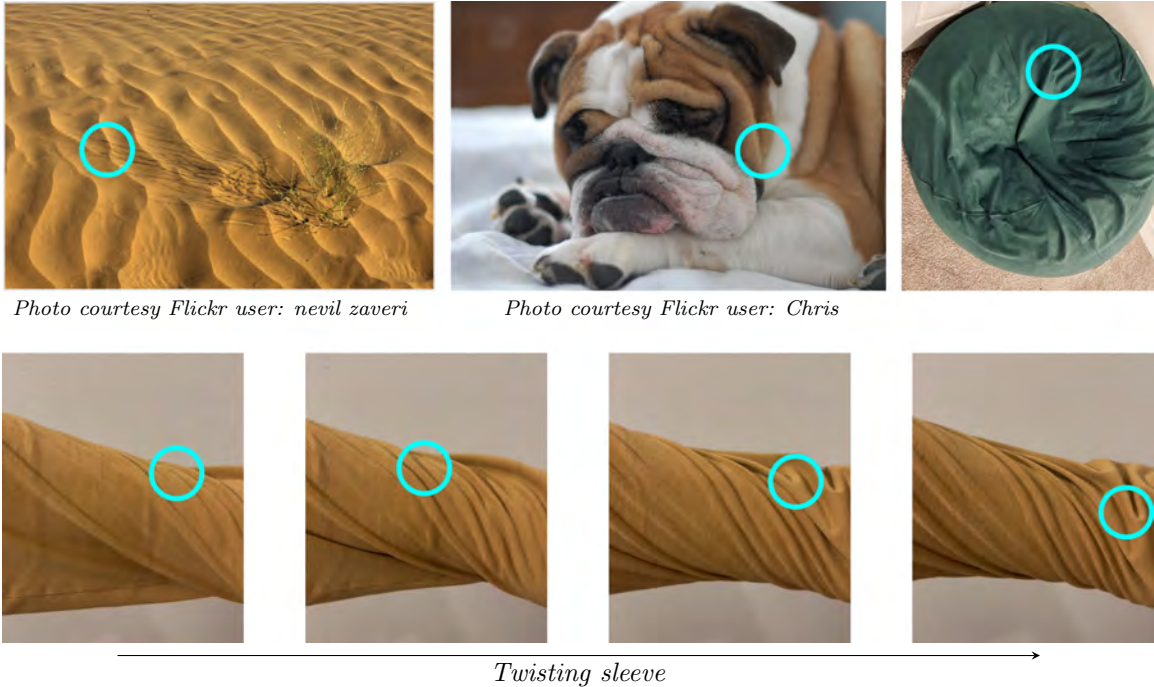 Photo courtesy Flickr user: nevil zaveri
Photo courtesy Flickr user: Chris
Twisting sleeve